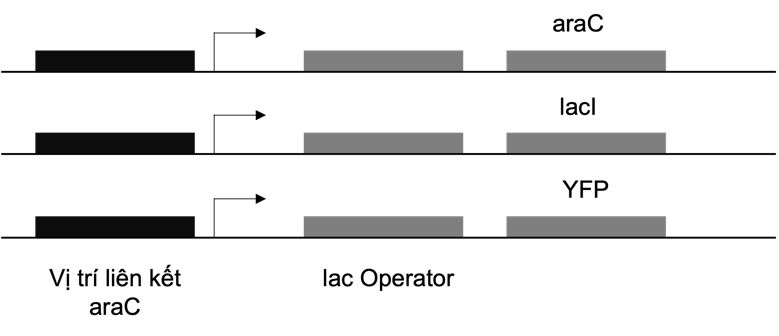 araC
lacI
YFP
Vị trí liên kết
araC
lac Operator